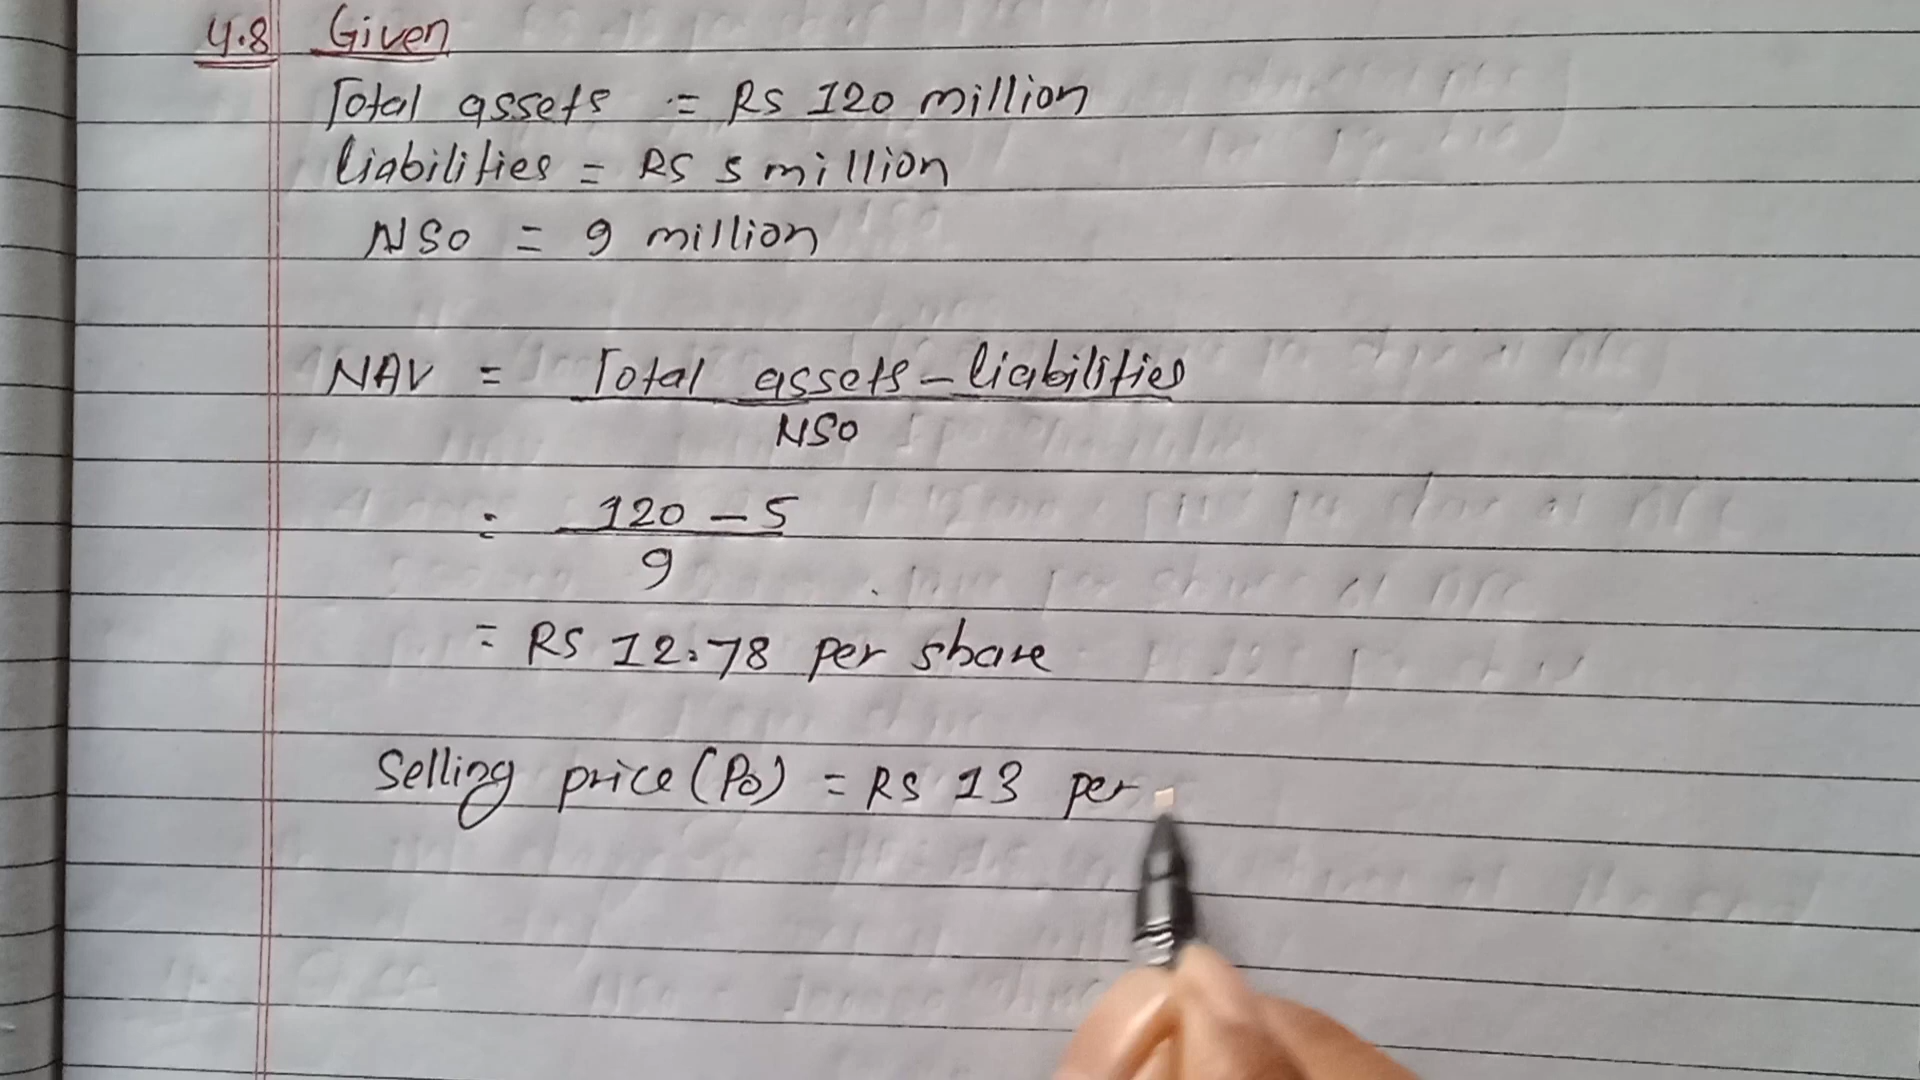 4.8 Given
Total assets = RS 120 million
liabilities = RS 5 million
NSO = 9 million
NAV = Total assets - liabilities
NSO
= 120 - 5
9
= RS 12.78 per share
Selling price (P0) = RS 13 per